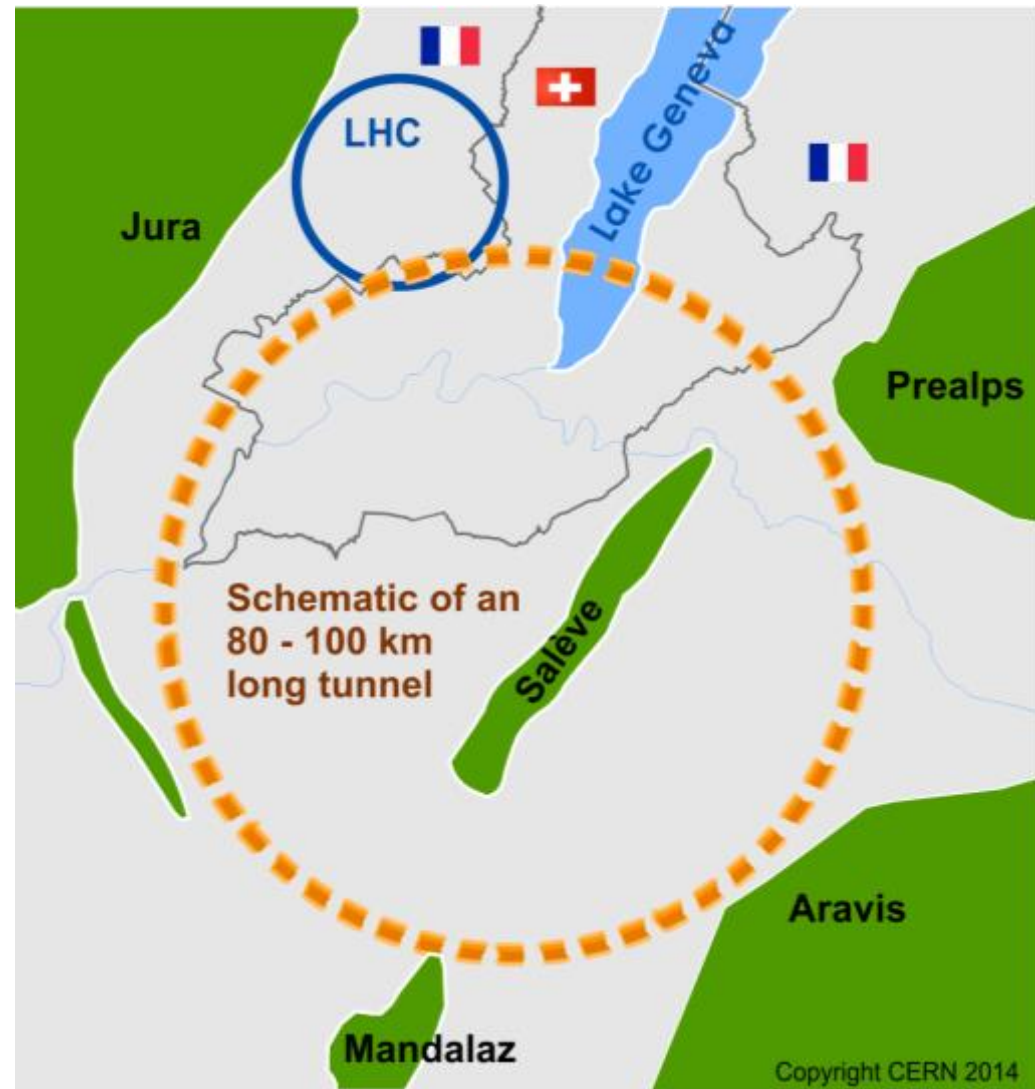 LHC
Lake Geneva
Jura
Prealps
Schematic of an
80 - 100 km
long tunnel
Salève
Aravis
Mandalaz
Copyright CERN 2014